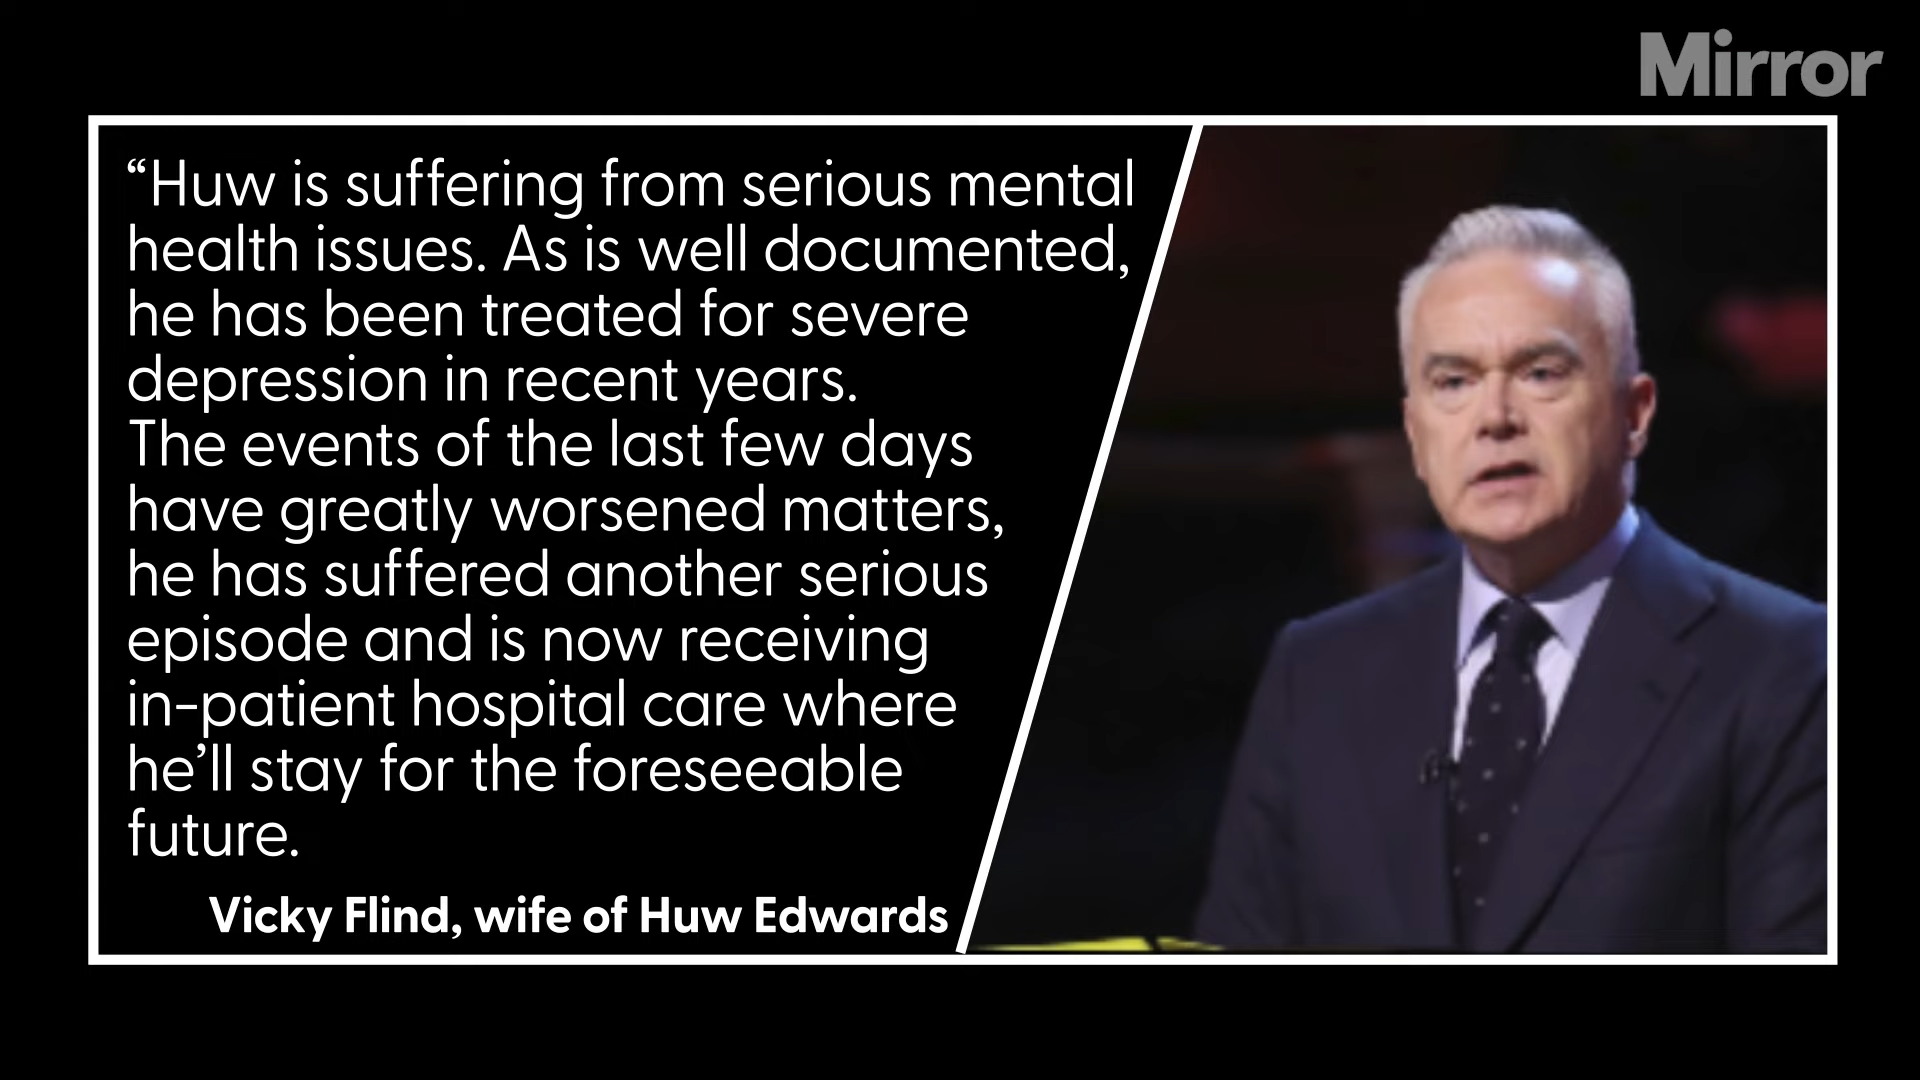 Mirror
“Huw is suffering from serious mental
health issues. As is well documented,
he has been treated for severe
depression in recent years.
The events of the last few days
have greatly worsened matters,
he has suffered another serious
episode and is now receiving
in-patient hospital care where
he’ll stay for the foreseeable
future.
Vicky Flind, wife of Huw Edwards